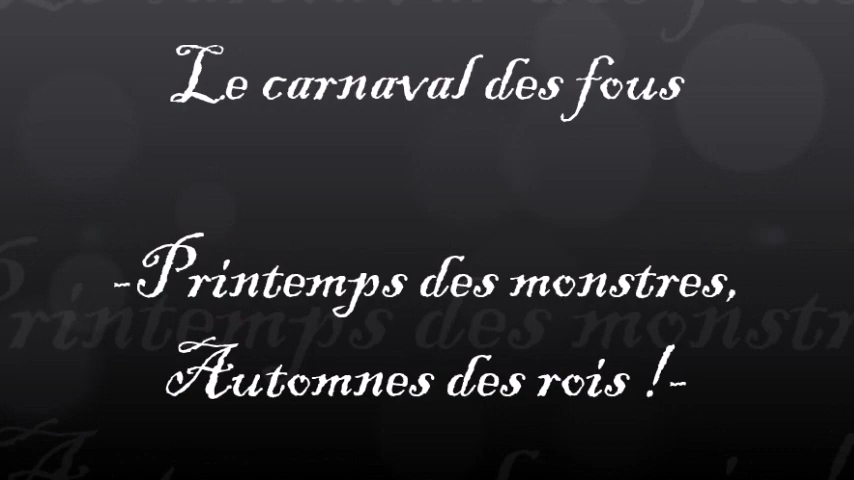 Le carnaval des fous
-Printemps des monstres,
Automnes des rois !-